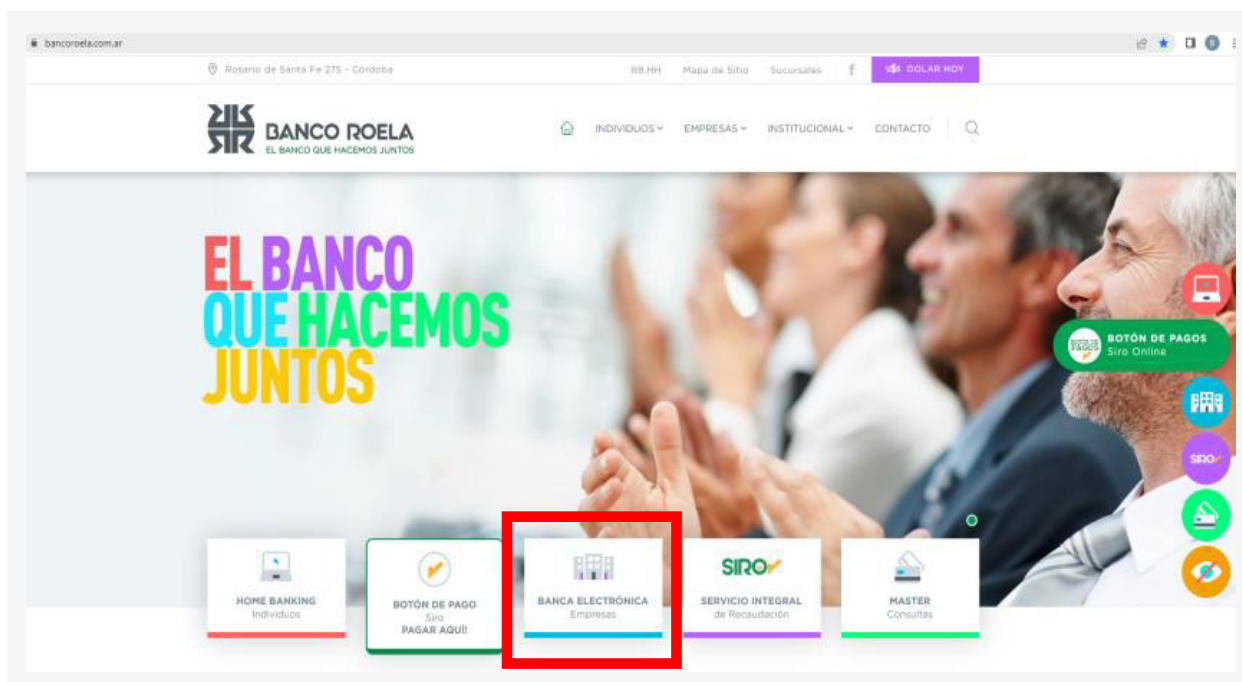 bancoroela.com.ar
Rosario de Santa Fe 275 - Cordoba
RR.HH Mapa de Sitio Sucursales f U$S DOLAR HOY
BANCO ROELA
EL BANCO QUE HACEMOS JUNTOS
INDIVIDUOS EMPRESAS INSTITUCIONAL CONTACTO
EL BANCO
QUE HACEMOS
JUNTOS
BOTÓN DE PAGOS
Siro Online
SIRO
HOME BANKING
Individuos
BOTÓN DE PAGO
Siro
PAGAR AQUÍ!
BANCA ELECTRÓNICA
Empresas
SIRO
SERVICIO INTEGRAL
de Recaudación
MASTER
Consultas